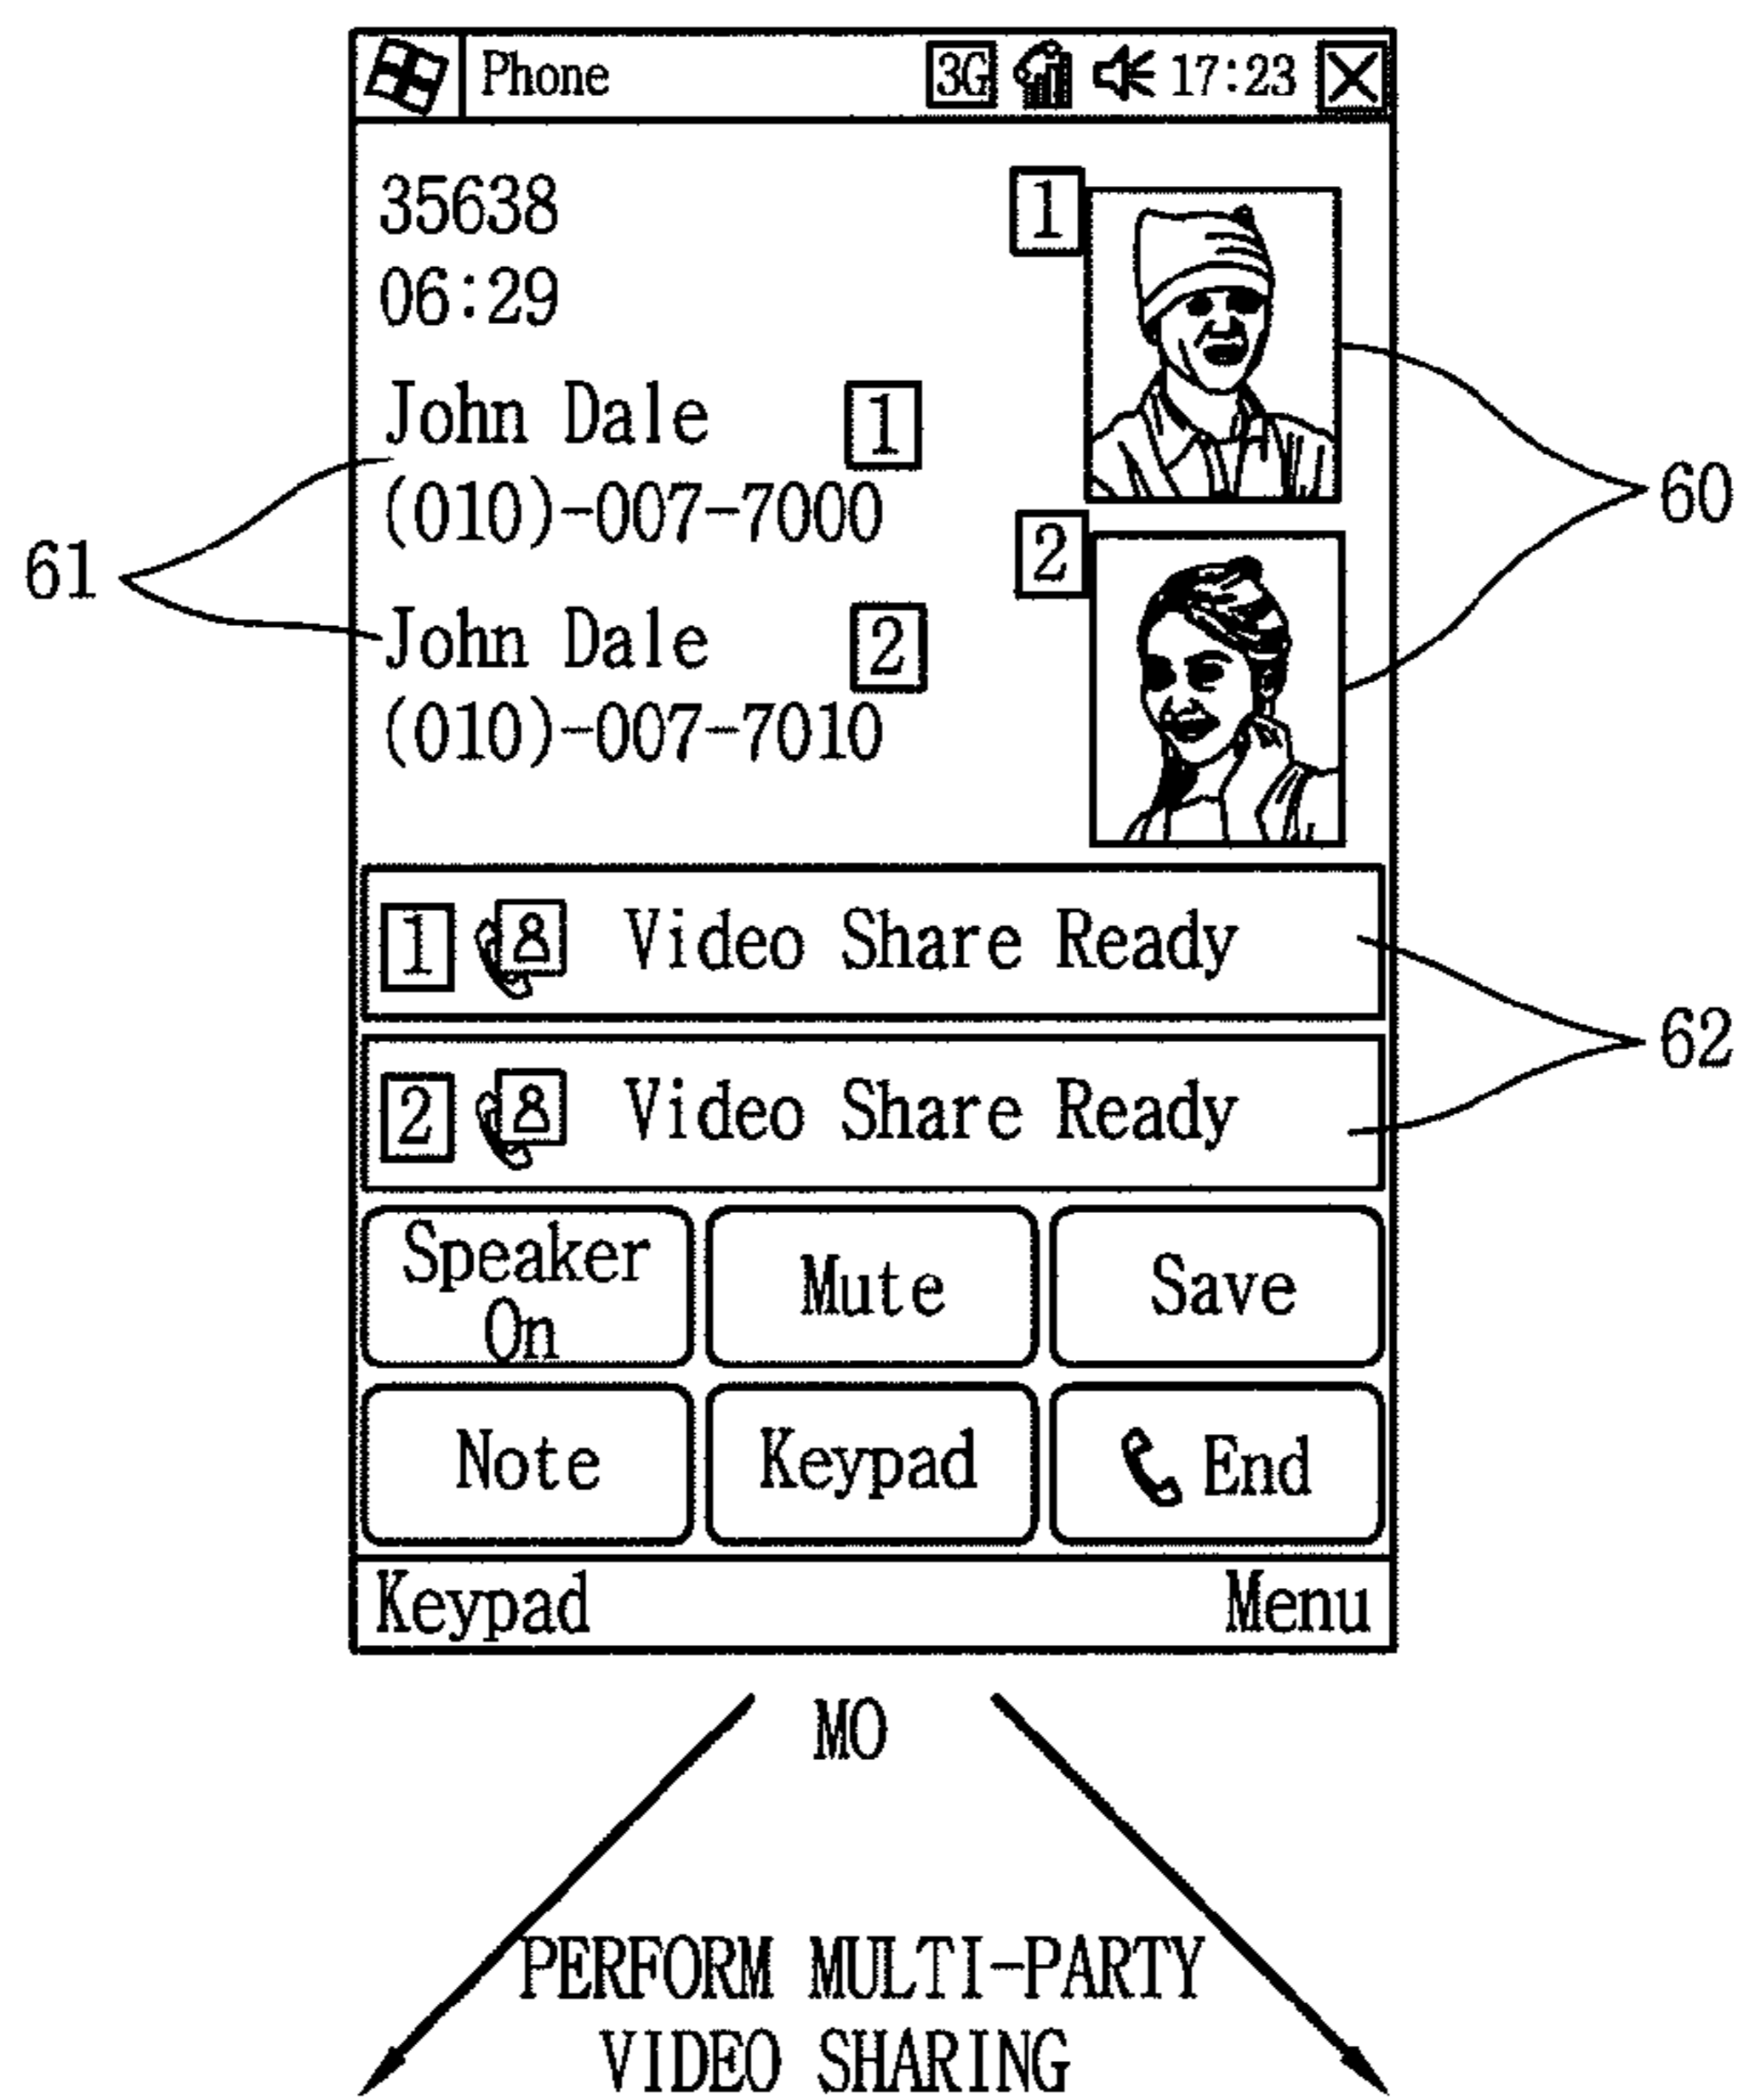 Phone 3G 17:23
35638
06:29
1
John Dale 1
(010)-007-7000
60
61
2
John Dale 2
(010)-007-7010
1 Video Share Ready
62
2 Video Share Ready
Speaker
On
Mute
Save
Note
Keypad
End
Keypad Menu
MO
PERFORM MULTI-PARTY
VIDEO SHARING